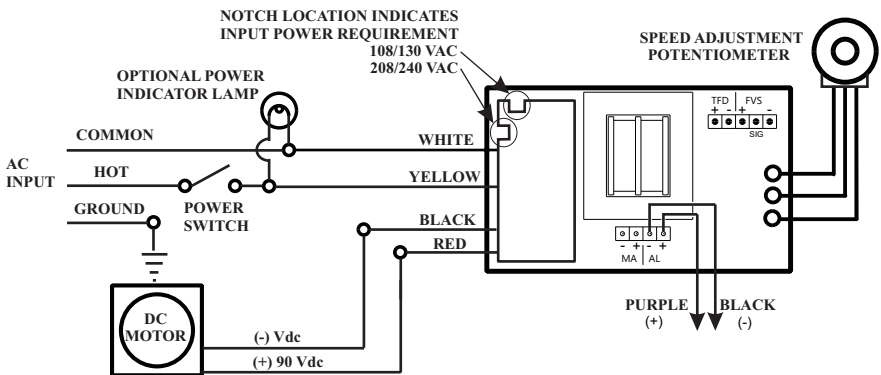 NOTCH LOCATION INDICATES
INPUT POWER REQUIREMENT
108/130 VAC
208/240 VAC
SPEED ADJUSTMENT
POTENTIOMETER
OPTIONAL POWER
INDICATOR LAMP
TFD FVS
+ - + -
SIG
COMMON
WHITE
AC
INPUT
HOT
YELLOW
GROUND
POWER
SWITCH
BLACK
RED
- + - +
MA AL
DC
MOTOR
(-) Vdc
(+) 90 Vdc
PURPLE
(+)
BLACK
(-)